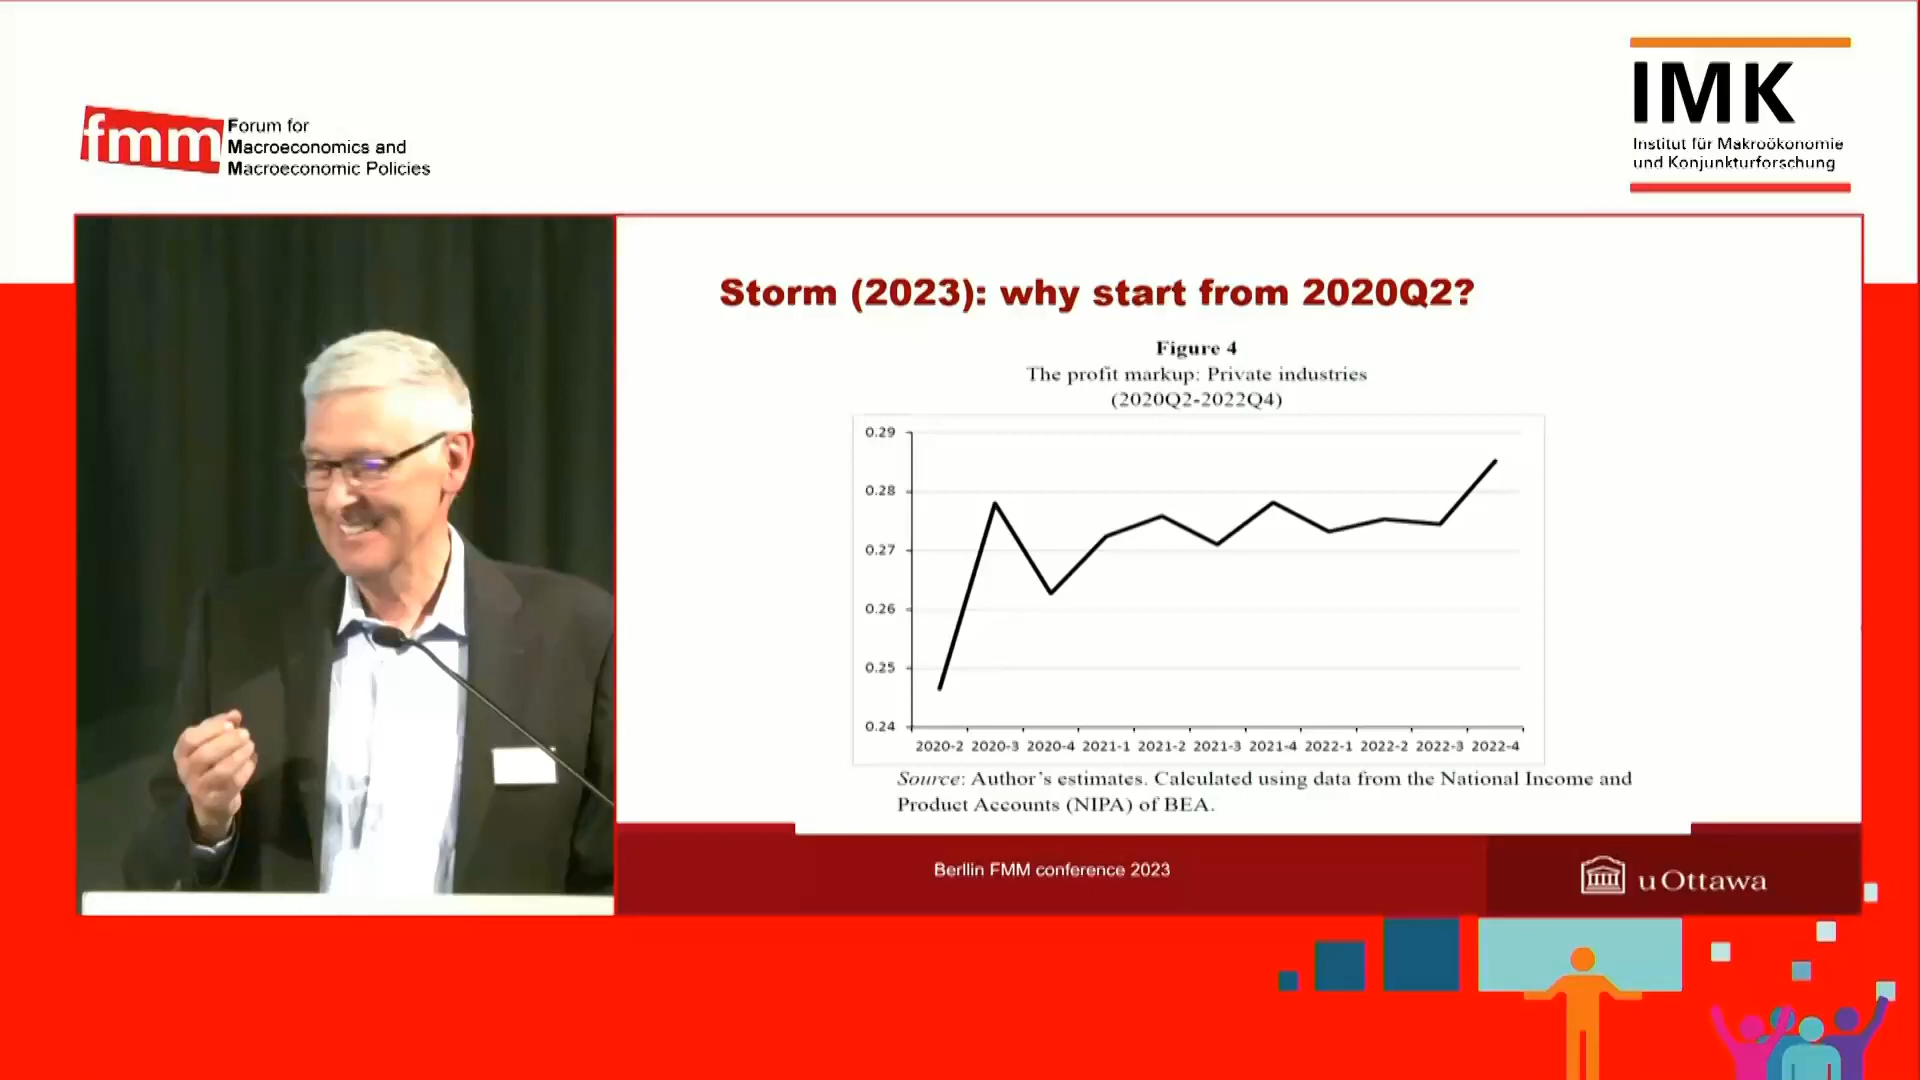 fmm
Forum for
Macroeconomics and
Macroeconomic Policies
IMK
Institut für Makroökonomie
und Konjunkturforschung
Storm (2023): why start from 2020Q2?
Figure 4
The profit markup: Private industries
(2020Q2-2022Q4)
0.29
0.28
0.27
0.26
0.25
0.24
2020-2 2020-3 2020-4 2021-1 2021-2 2021-3 2021-4 2022-1 2022-2 2022-3 2022-4
Source: Author's estimates. Calculated using data from the National Income and
Product Accounts (NIPA) of BEA.
Berllin FMM conference 2023
uOttawa